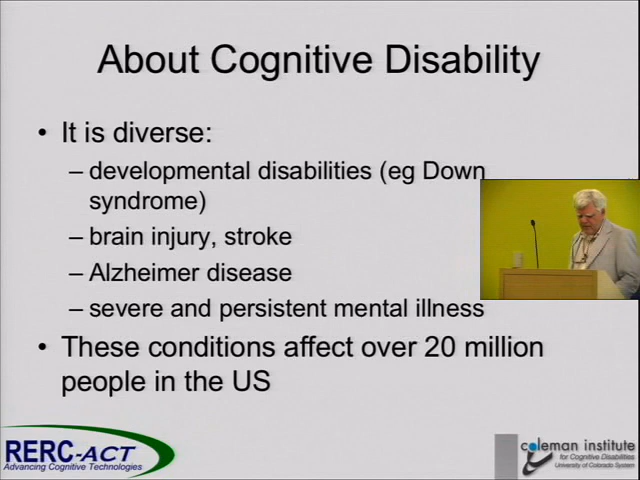 About Cognitive Disability
• It is diverse:
– developmental disabilities (eg Down
syndrome)
– brain injury, stroke
– Alzheimer disease
– severe and persistent mental illness
• These conditions affect over 20 million
people in the US
RERC-ACT
Advancing Cognitive Technologies
coleman institute
for Cognitive Disabilities
University of Colorado System